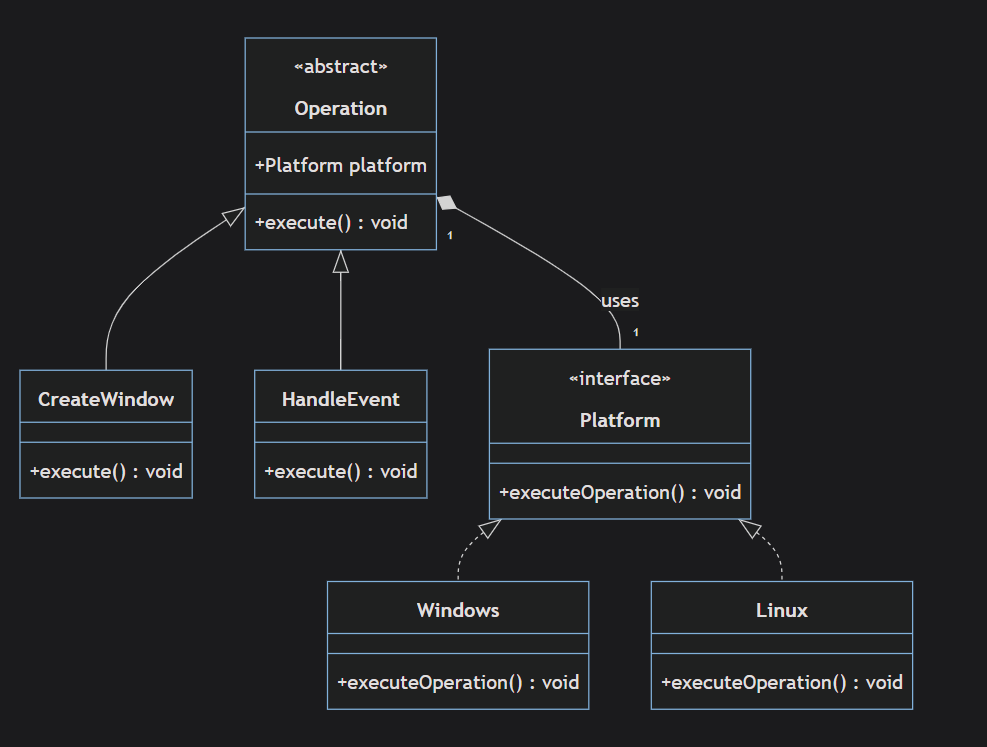 «abstract»
Operation
+Platform platform
+execute() : void
1
uses
1
CreateWindow
+execute() : void
HandleEvent
+execute() : void
«interface»
Platform
+executeOperation() : void
Windows
+executeOperation() : void
Linux
+executeOperation() : void